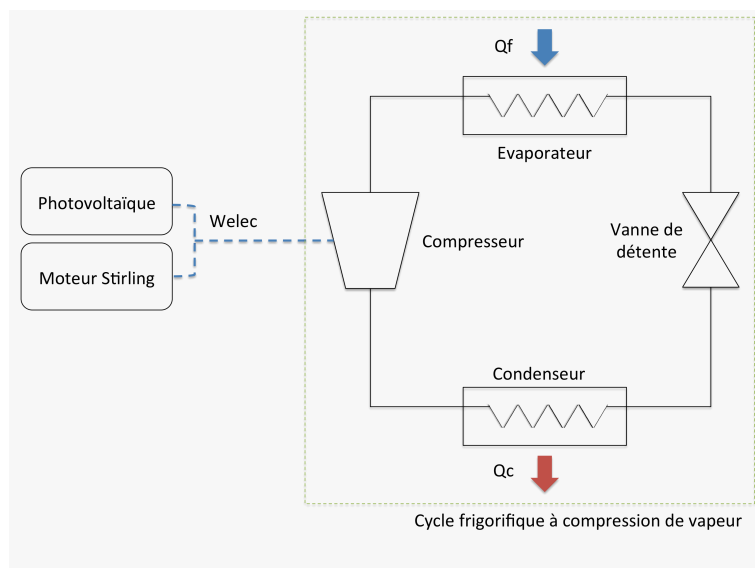 Qf
Evaporateur
Photovoltaïque
Welec
Compresseur
Vanne de
détente
Moteur Stirling
Condenseur
Qc
Cycle frigorifique à compression de vapeur